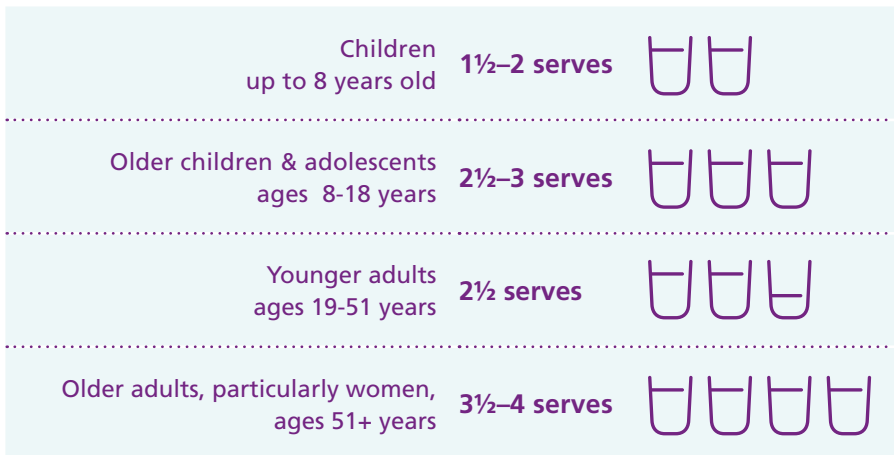 Children
up to 8 years old
1½–2 serves
Older children & adolescents
ages 8-18 years
2½–3 serves
Younger adults
ages 19-51 years
2½ serves
Older adults, particularly women,
ages 51+ years
3½–4 serves